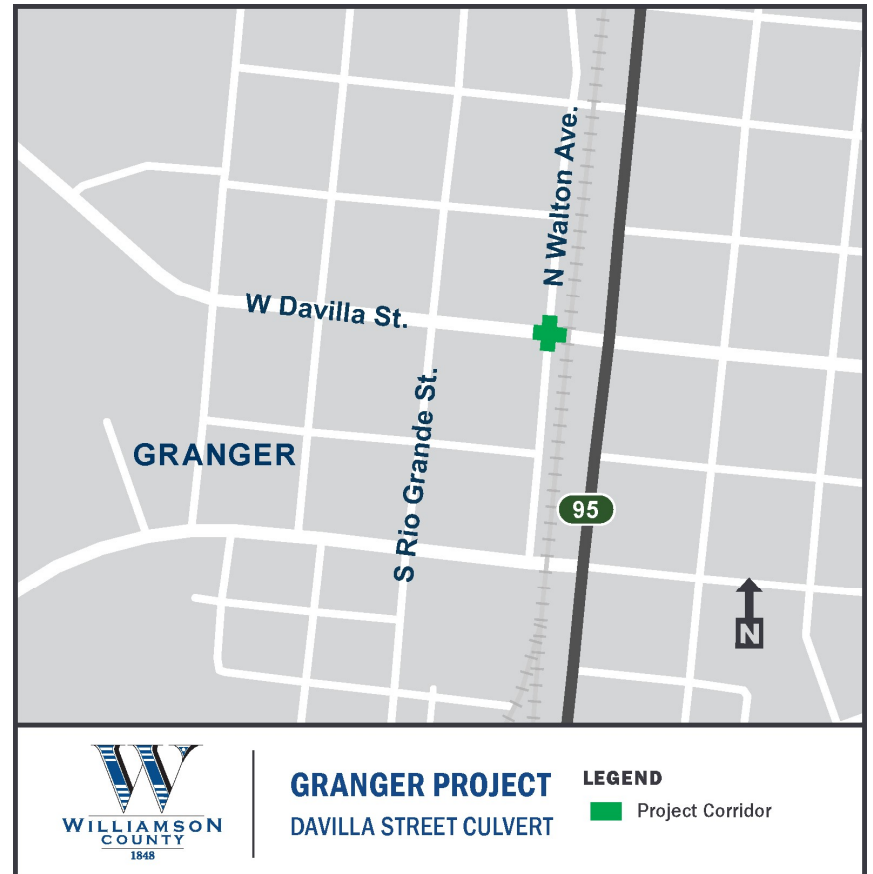 N Walton Ave.
W Davilla St.
S Rio Grande St.
GRANGER
95
N
WILLIAMSON
COUNTY
1848
GRANGER PROJECT
DAVILLA STREET CULVERT
LEGEND
Project Corridor